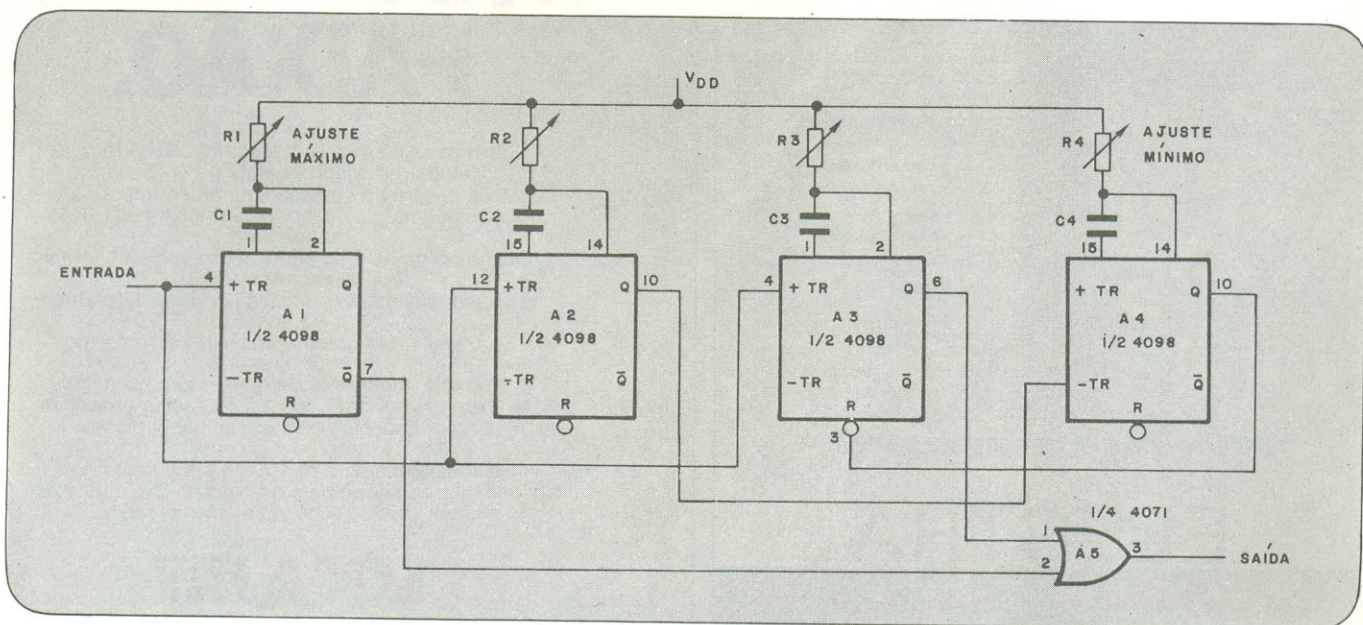 V_DD
R1
AJUSTE MÁXIMO
R2
R3
R4
AJUSTE MÍNIMO
C1
C2
C3
C4
1
2
15
14
1
2
15
14
ENTRADA
4
+ TR
Q
A1
1/2 4098
7
- TR
Q̄
R
12
+ TR
Q
10
A2
1/2 4098
- TR
Q̄
R
4
+ TR
Q
6
A3
1/2 4098
- TR
Q̄
R
3
+ TR
Q
10
A4
1/2 4098
- TR
Q̄
R
1/4 4071
1
2
A5
3
SAÍDA